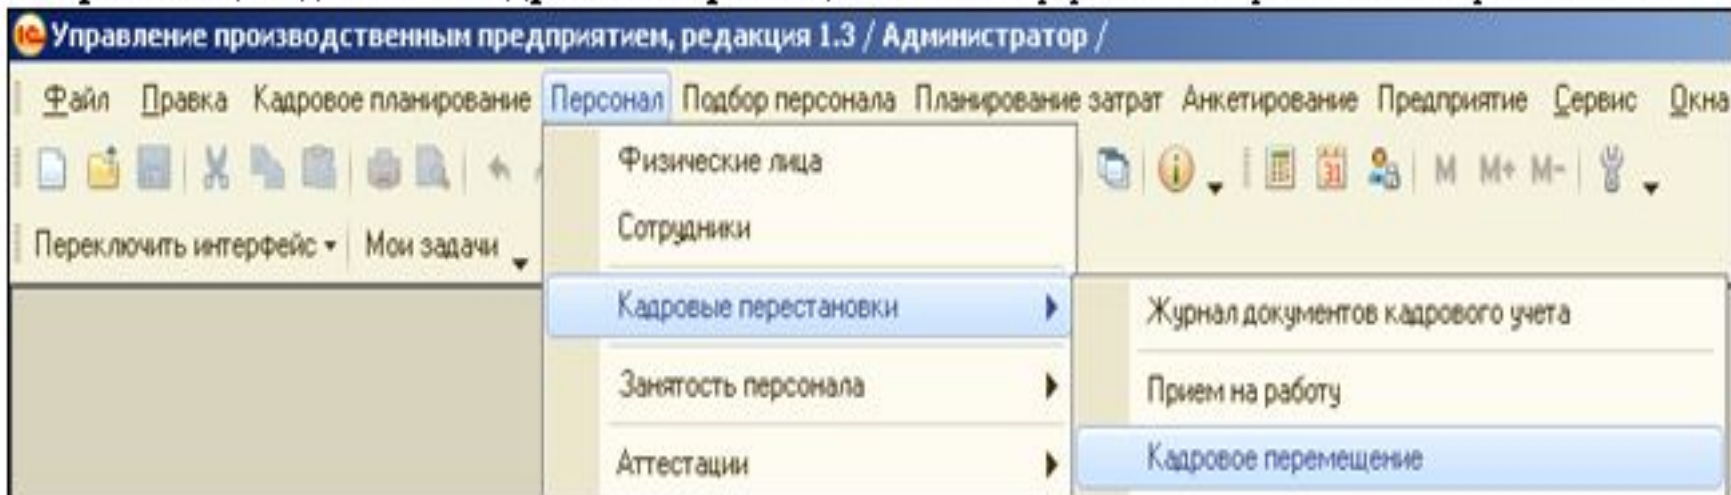 1С Управление производственным предприятием, редакция 1.3 / Администратор /
Файл Правка Кадровое планирование Персонал Подбор персонала Планирование затрат Анкетирование Предприятие Сервис Окна
31 M M+ M-
Переключить интерфейс Мои задачи
Физические лица
Сотрудники
Кадровые перестановки
Занятость персонала
Аттестации
Журнал документов кадрового учета
Прием на работу
Кадровое перемещение